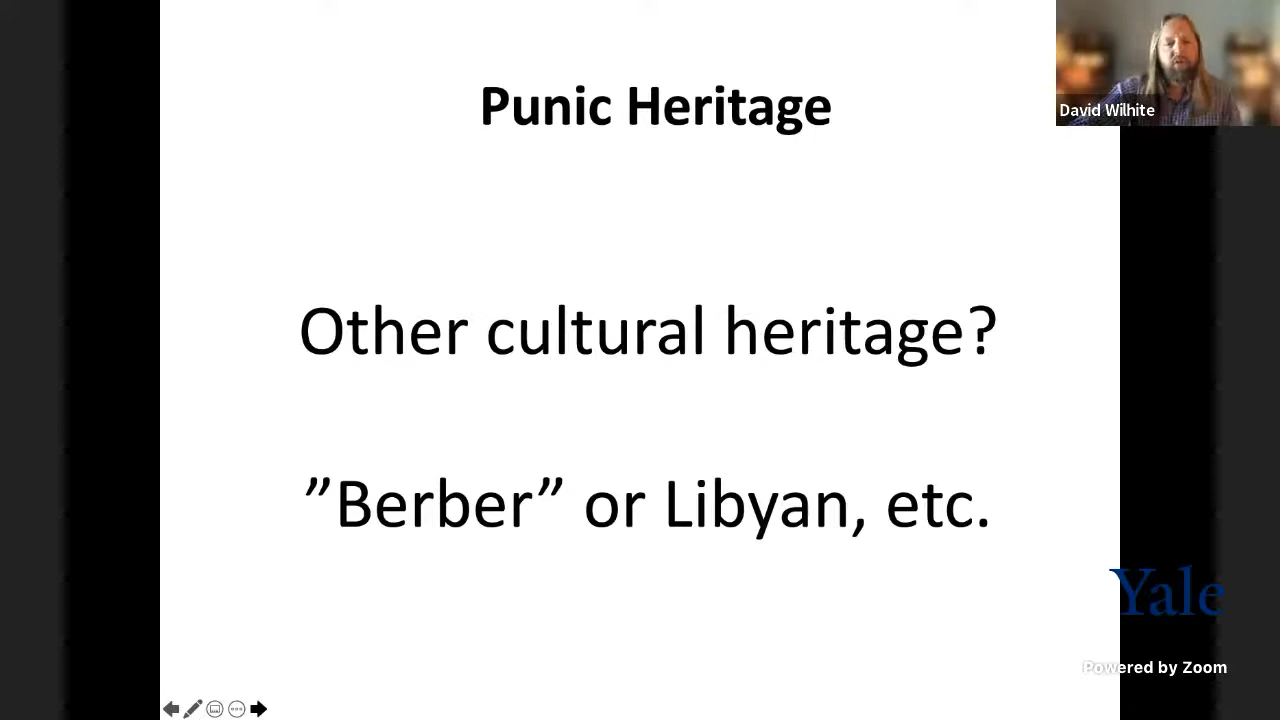 Punic Heritage
David Wilhite
Other cultural heritage?
”Berber” or Libyan, etc.
Yale
Powered by Zoom